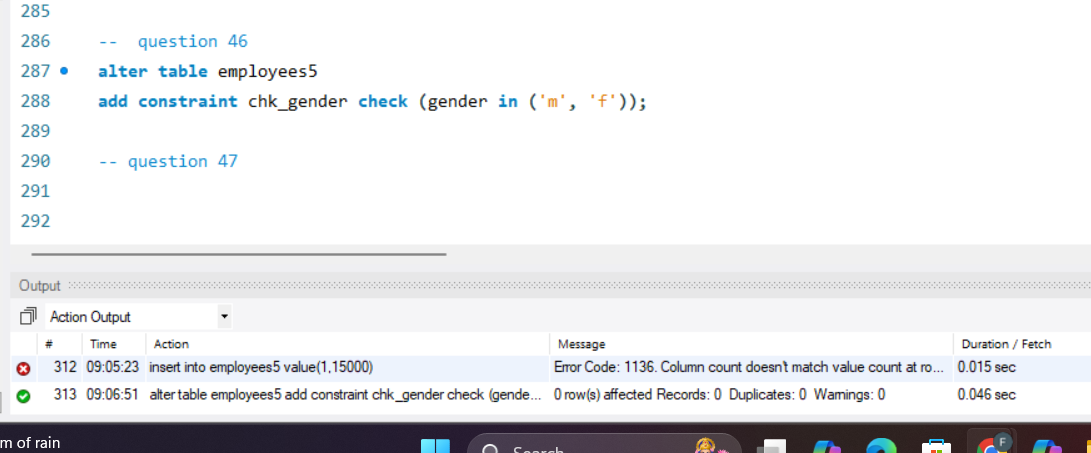 285
286 -- question 46
287 alter table employees5
288 add constraint chk_gender check (gender in ('m', 'f'));
289
290 -- question 47
291
292
Output
Action Output
# Time Action Message Duration / Fetch
312 09:05:23 insert into employees5 value(1,15000) Error Code: 1136. Column count doesn't match value count at ro... 0.015 sec
313 09:06:51 alter table employees5 add constraint chk_gender check (gende... 0 row(s) affected Records: 0 Duplicates: 0 Warnings: 0 0.046 sec
m of rain
Search
F